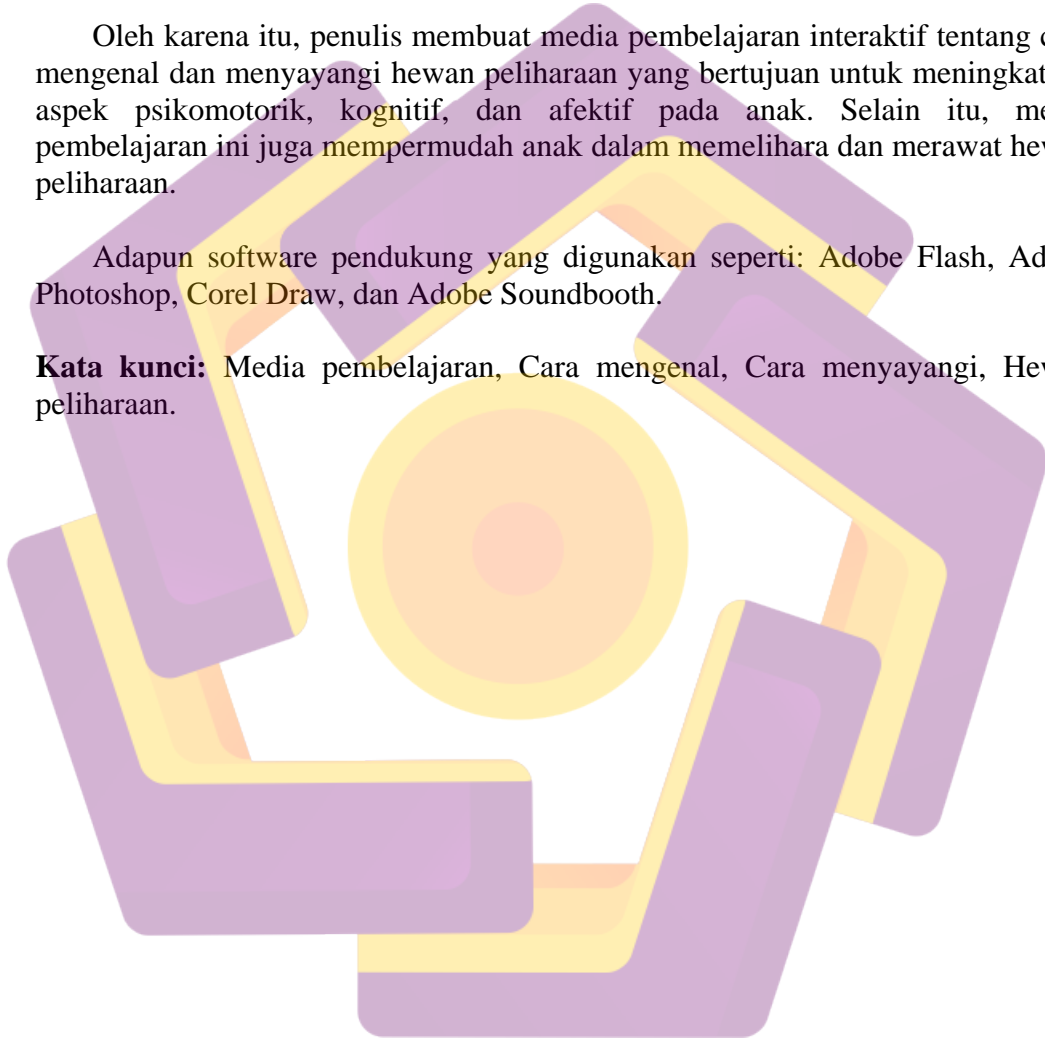 Oleh karena itu, penulis membuat media pembelajaran interaktif tentang c
mengenal dan menyayangi hewan peliharaan yang bertujuan untuk meningkat
aspek psikomotorik, kognitif, dan afektif pada anak. Selain itu, me
pembelajaran ini juga mempermudah anak dalam memelihara dan merawat hew
peliharaan.
Adapun software pendukung yang digunakan seperti: Adobe Flash, Ad
Photoshop, Corel Draw, dan Adobe Soundbooth.
Kata kunci: Media pembelajaran, Cara mengenal, Cara menyayangi, Hew
peliharaan.